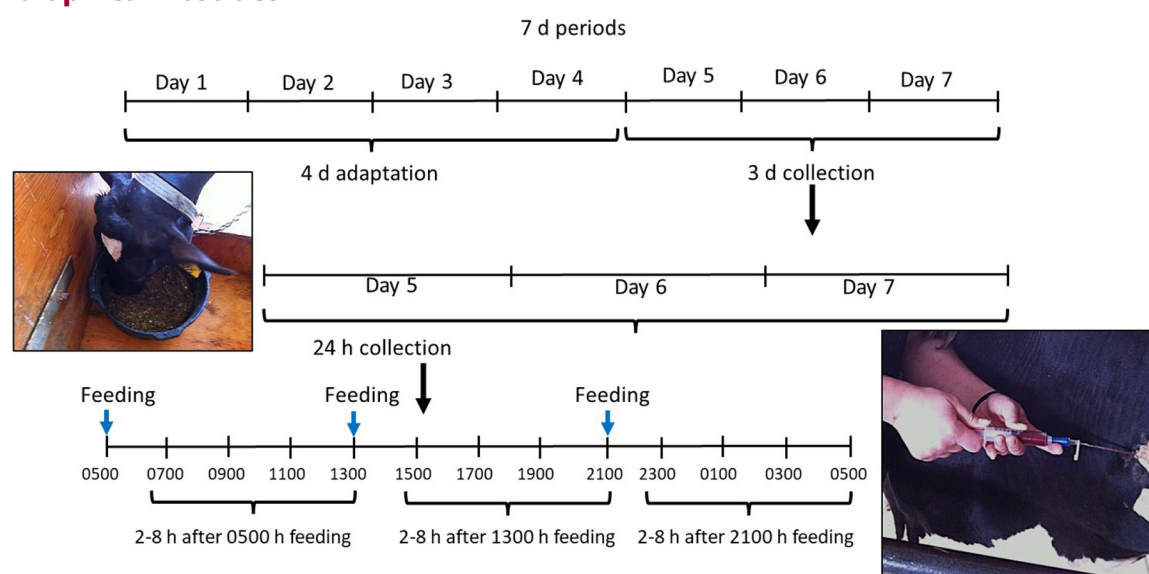 7 d periods
Day 1 Day 2 Day 3 Day 4 Day 5 Day 6 Day 7
4 d adaptation 3 d collection
Day 5 Day 6 Day 7
24 h collection
Feeding Feeding Feeding
0500 0700 0900 1100 1300 1500 1700 1900 2100 2300 0100 0300 0500
2-8 h after 0500 h feeding 2-8 h after 1300 h feeding 2-8 h after 2100 h feeding